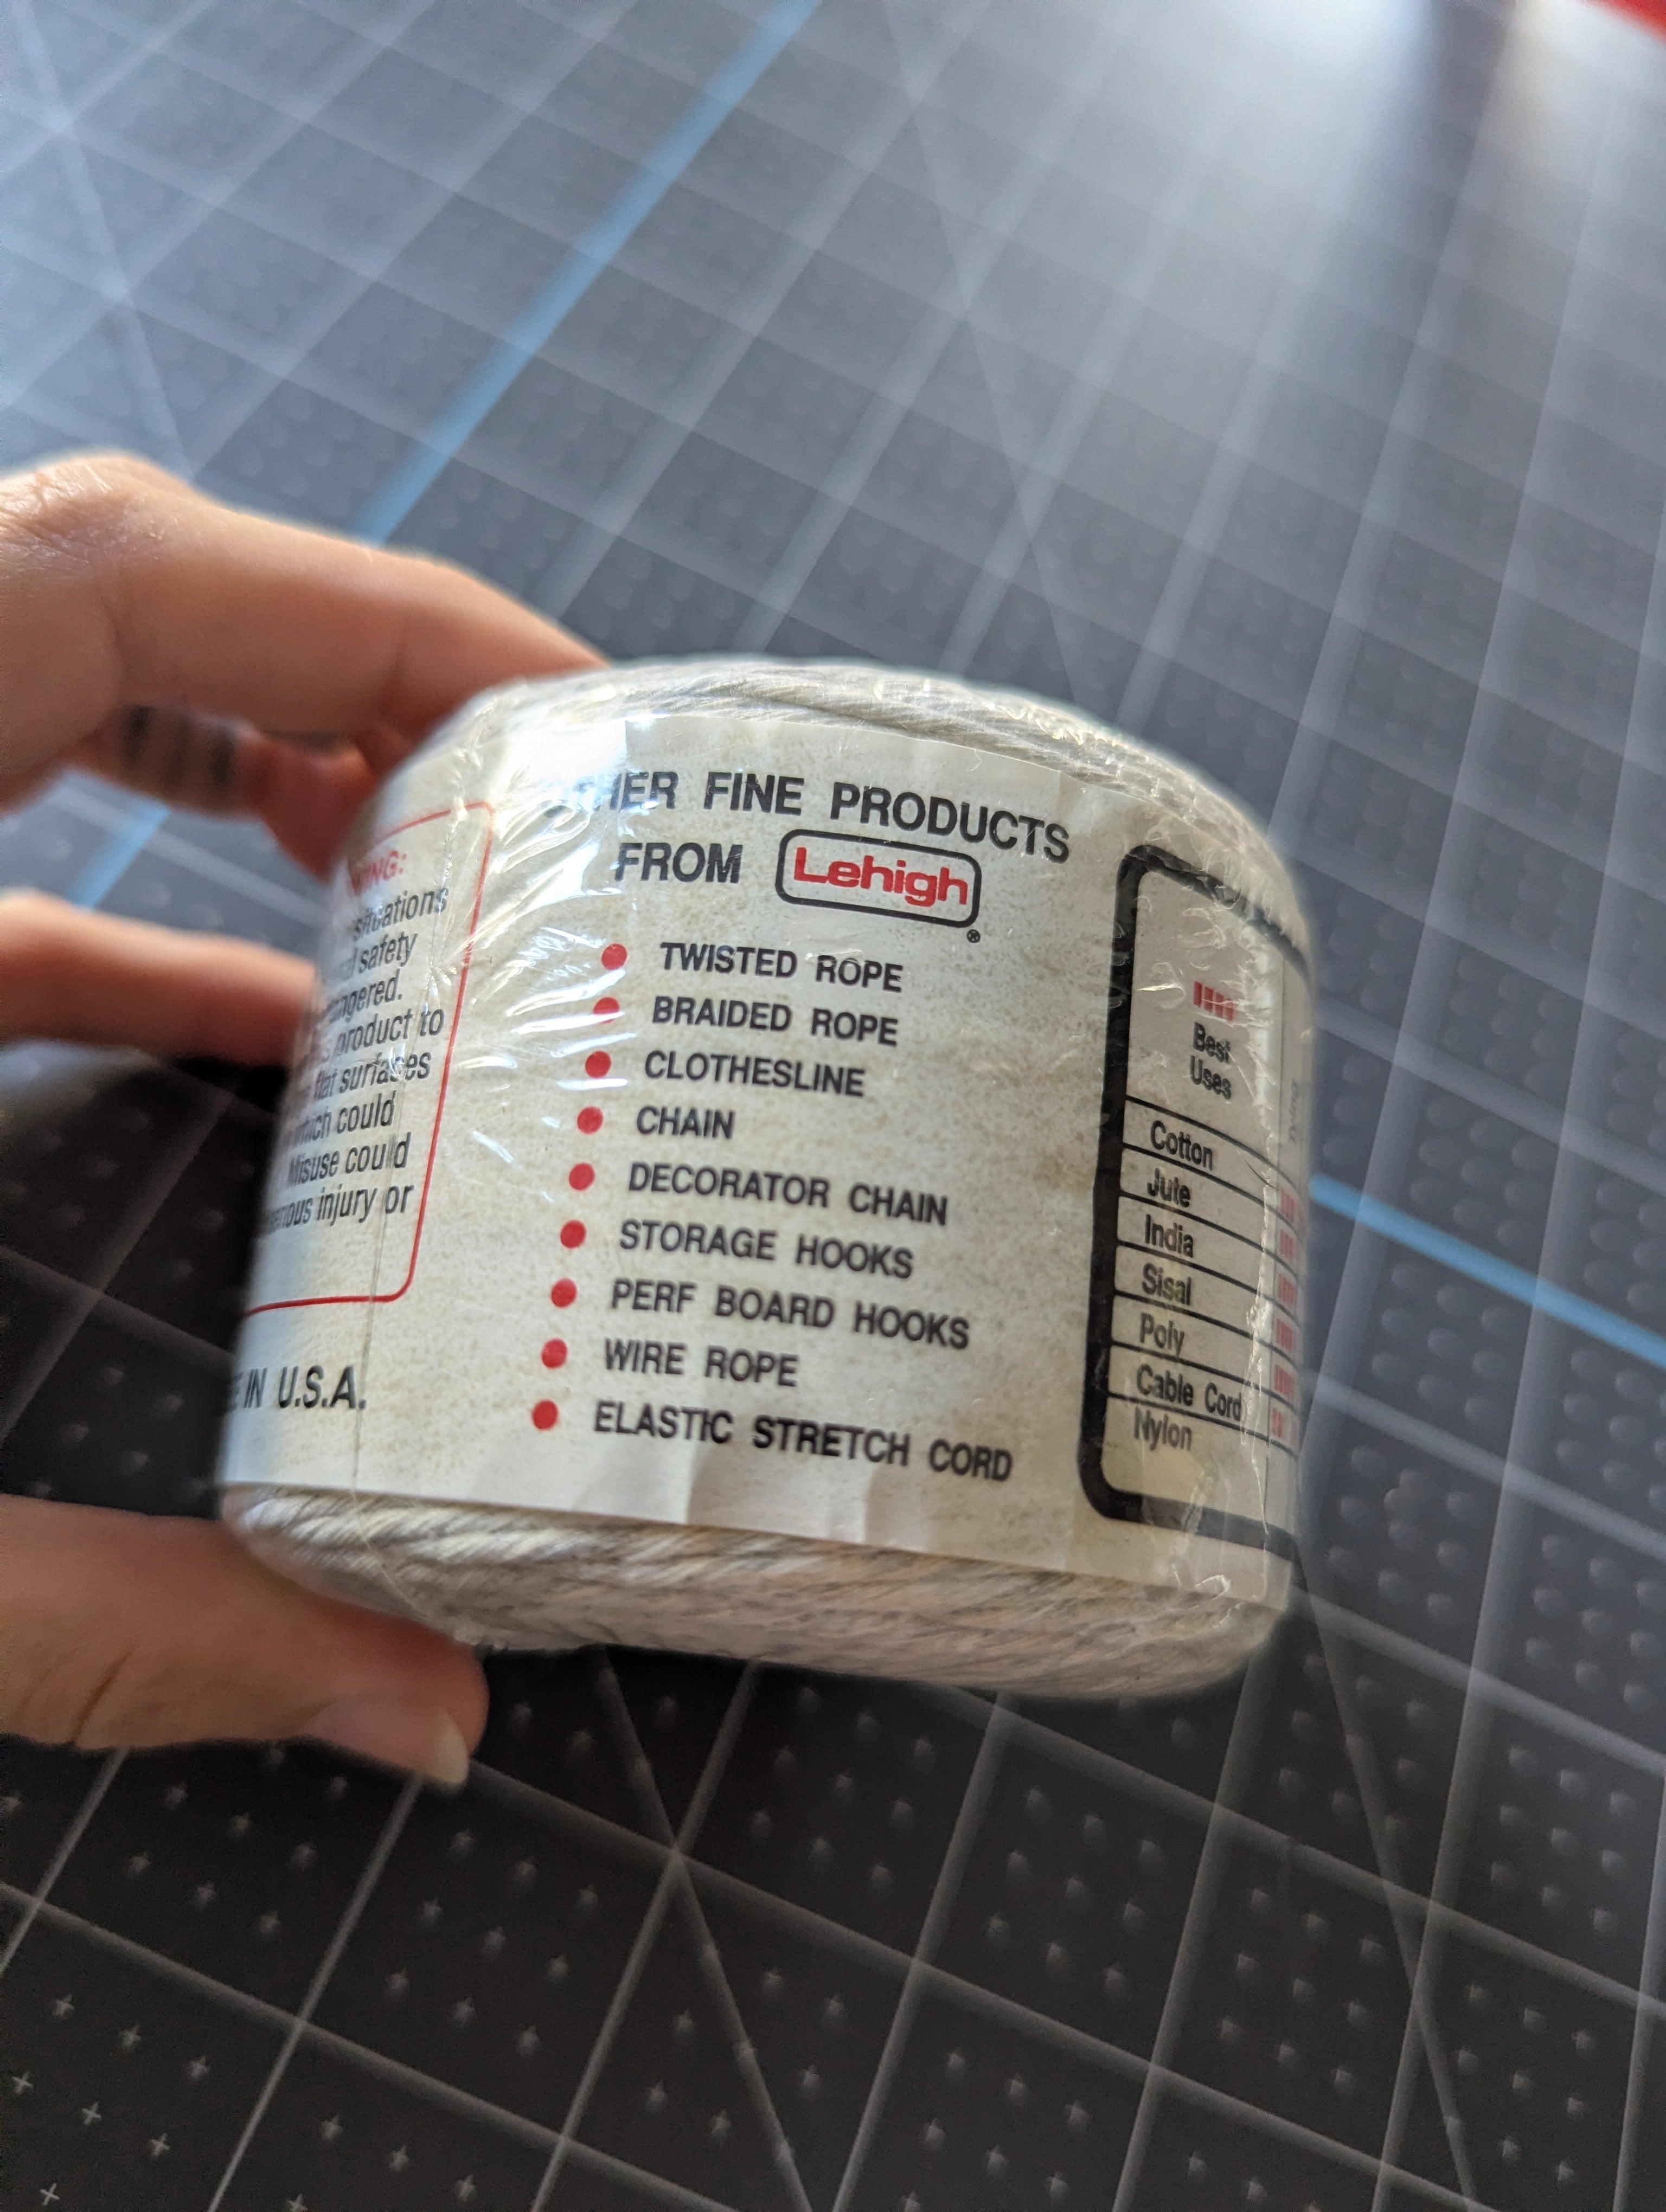 situations
safety
product to
flat surfaces
which could
Misuse could
injury or
IN U.S.A.
FINE PRODUCTS
FROM Lehigh®
• TWISTED ROPE
• BRAIDED ROPE
• CLOTHESLINE
• CHAIN
• DECORATOR CHAIN
• STORAGE HOOKS
• PERF BOARD HOOKS
• WIRE ROPE
• ELASTIC STRETCH CORD
Best
Uses
Cotton
Jute
India
Sisal
Poly
Cable Cord
Nylon